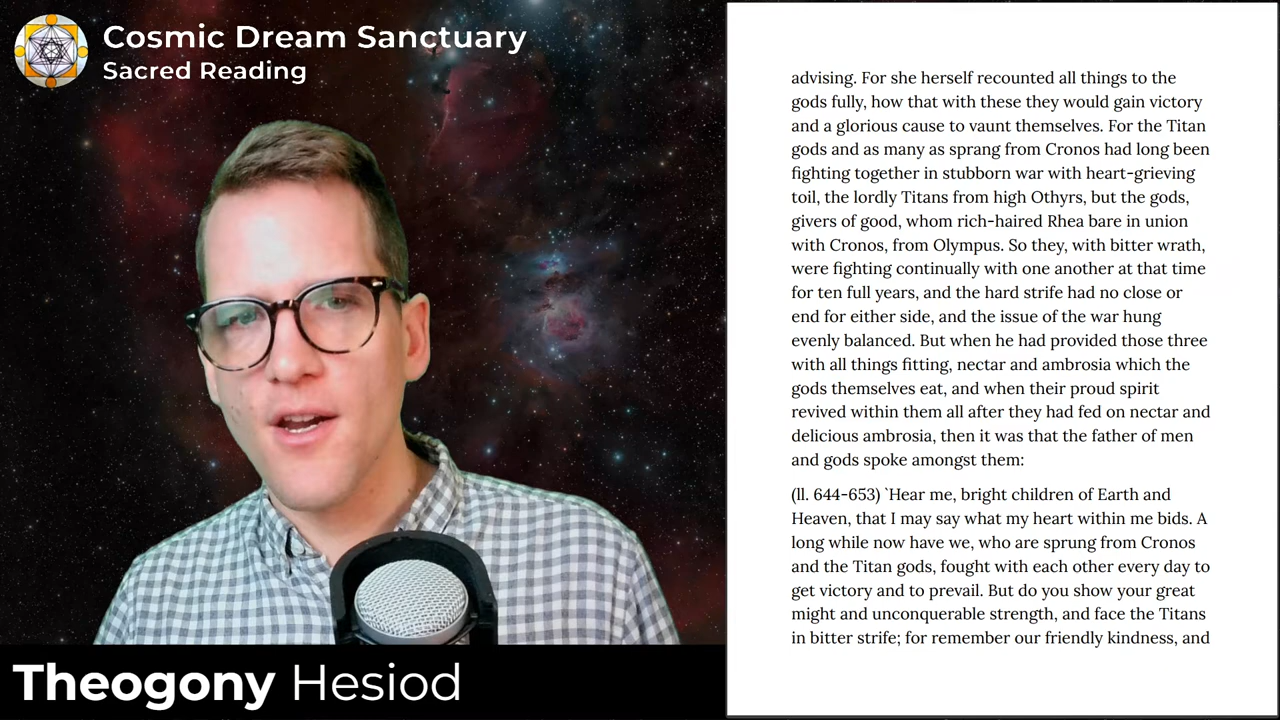 Cosmic Dream Sanctuary
Sacred Reading
advising. For she herself recounted all things to the
gods fully, how that with these they would gain victory
and a glorious cause to vaunt themselves. For the Titan
gods and as many as sprang from Cronos had long been
fighting together in stubborn war with heart-grieving
toil, the lordly Titans from high Othyrs, but the gods,
givers of good, whom rich-haired Rhea bare in union
with Cronos, from Olympus. So they, with bitter wrath,
were fighting continually with one another at that time
for ten full years, and the hard strife had no close or
end for either side, and the issue of the war hung
evenly balanced. But when he had provided those three
with all things fitting, nectar and ambrosia which the
gods themselves eat, and when their proud spirit
revived within them all after they had fed on nectar and
delicious ambrosia, then it was that the father of men
and gods spoke amongst them:
(ll. 644-653) `Hear me, bright children of Earth and
Heaven, that I may say what my heart within me bids. A
long while now have we, who are sprung from Cronos
and the Titan gods, fought with each other every day to
get victory and to prevail. But do you show your great
might and unconquerable strength, and face the Titans
in bitter strife; for remember our friendly kindness, and
Theogony Hesiod